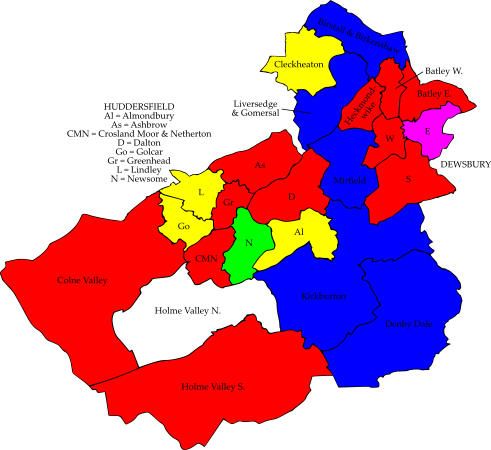 Birstall & Birkenshaw
Cleckheaton
Batley W.
Batley E.
Heckmond-
wike
Liversedge
& Gomersal
HUDDERSFIELD
Al = Almondbury
As = Ashbrow
CMN = Crosland Moor & Netherton
D = Dalton
Go = Golcar
Gr = Greenhead
L = Lindley
N = Newsome
E
W
DEWSBURY
As
Mirfield
S
L
Gr
D
Go
Al
N
CMN
Colne Valley
Kirkburton
Holme Valley N.
Denby Dale
Holme Valley S.